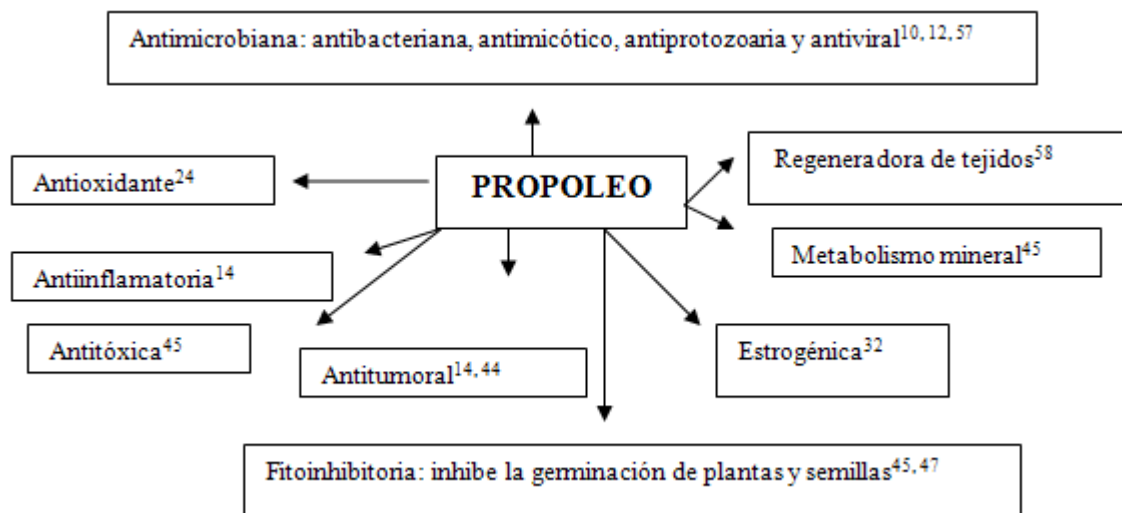 Antimicrobiana: antibacteriana, antimicótico, antiprotozoaria y antiviral10, 12, 57
PROPOLEO
Regeneradora de tejidos58
Antioxidante24
Metabolismo mineral45
Antiinflamatoria14
Antitóxica45
Estrogénica32
Antitumoral14, 44
Fitoinhibitoria: inhibe la germinación de plantas y semillas45, 47